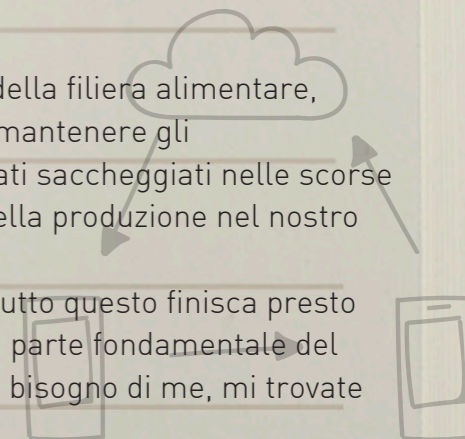 della filiera alimentare,
mantenere gli
ati saccheggiati nelle scorse
ella produzione nel nostro
utto questo finisca presto
parte fondamentale del
bisogno di me, mi trovate